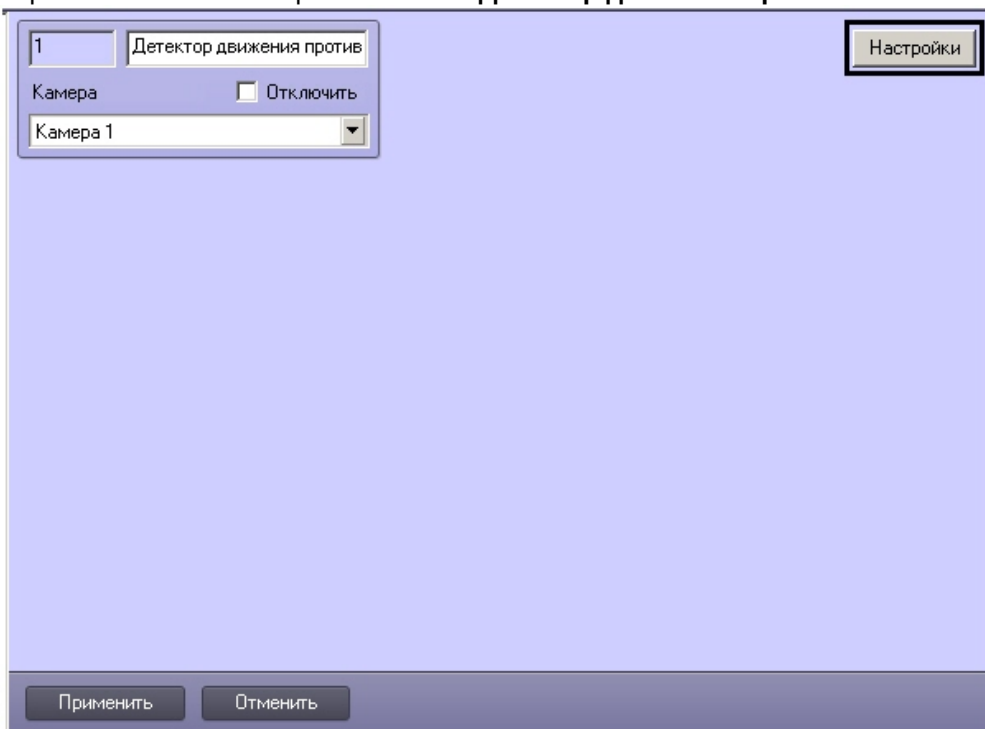 1 Детектор движения против
Настройки
Камера Отключить
Камера 1
Применить Отменить